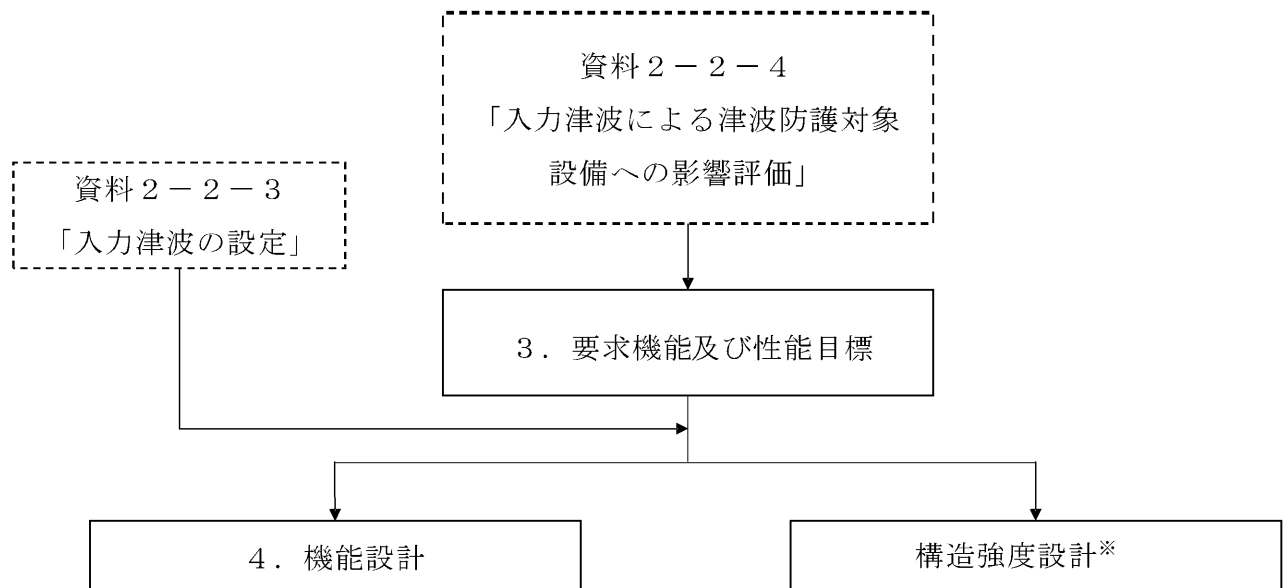 資料２－２－４
「入力津波による津波防護対象
設備への影響評価」
資料２－２－３
「入力津波の設定」
３．要求機能及び性能目標
４．機能設計
構造強度設計※